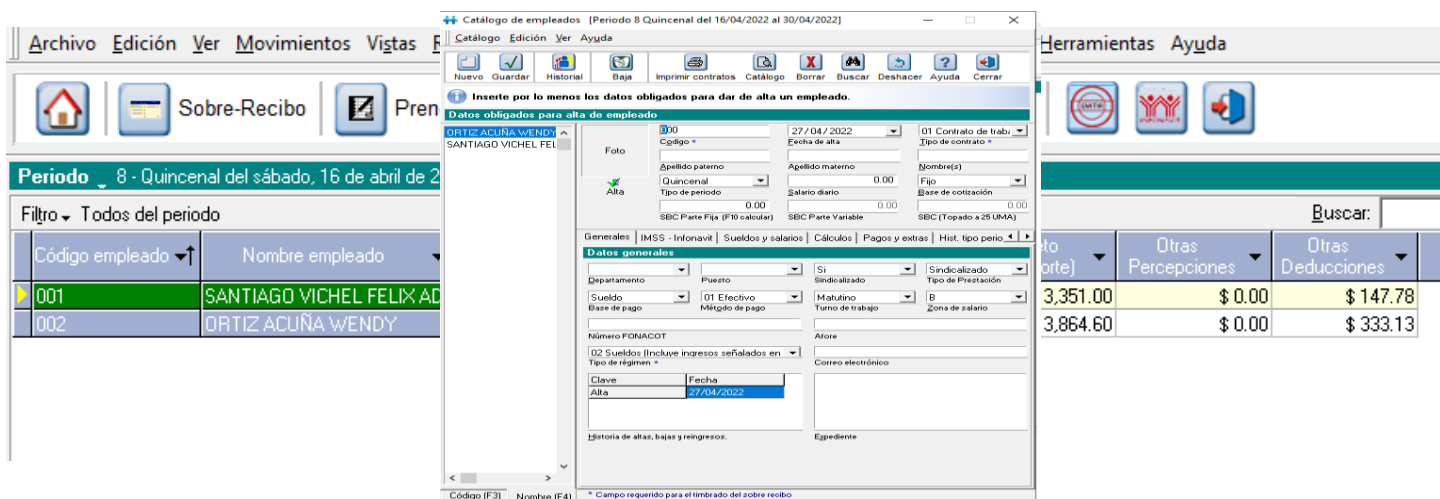 Catálogo de empleados [Periodo 8 Quincenal del 16/04/2022 al 30/04/2022]
Catálogo Edición Ver Ayuda
Nuevo Guardar Historial Baja Imprimir contratos Catálogo Borrar Buscar Deshacer Ayuda Cerrar
Inserte por lo menos los datos obligados para dar de alta un empleado.
Datos obligados para alta de empleado
ORTIZ ACUÑA WENDY
SANTIAGO VICHEL FEL
Foto
Alta
000 27/04/2022 01 Contrato de traba
Código * Fecha de alta Tipo de contrato *
Apellido paterno Apellido materno Nombre(s)
Quincenal 0.00 Fijo
Tipo de periodo Salario diario Base de cotización
0.00 0.00 0.00
SBC Parte Fija (F10 calcular) SBC Parte Variable SBC (Topado a 25 UMA)
Generales IMSS - Infonavit Sueldos y salarios Cálculos Pagos y extras Hist. tipo perio
Datos generales
Si Sindicalizado
Departamento Puesto Sindicalizado Tipo de Prestación
Sueldo 01 Efectivo Matutino B
Base de pago Método de pago Turno de trabajo Zona de salario
Número FONACOT Afore
02 Sueldos (Incluye ingresos señalados en
Tipo de régimen * Correo electrónico
Clave Fecha
Alta 27/04/2022
Historia de altas, bajas y reingresos. Expediente
Código (F3) Nombre (F4) * Campo requerido para el timbrado del sobre recibo
Archivo Edición Ver Movimientos Vistas
Herramientas Ayuda
Sobre-Recibo Pren
Periodo 8 - Quincenal del sábado, 16 de abril de 2
Filtro Todos del periodo Buscar:
Código empleado Nombre empleado
Otras Percepciones
Otras Deducciones
001 SANTIAGO VICHEL FELIX AD 3,351.00 $ 0.00 $ 147.78
002 ORTIZ ACUÑA WENDY 3,864.60 $ 0.00 $ 333.13